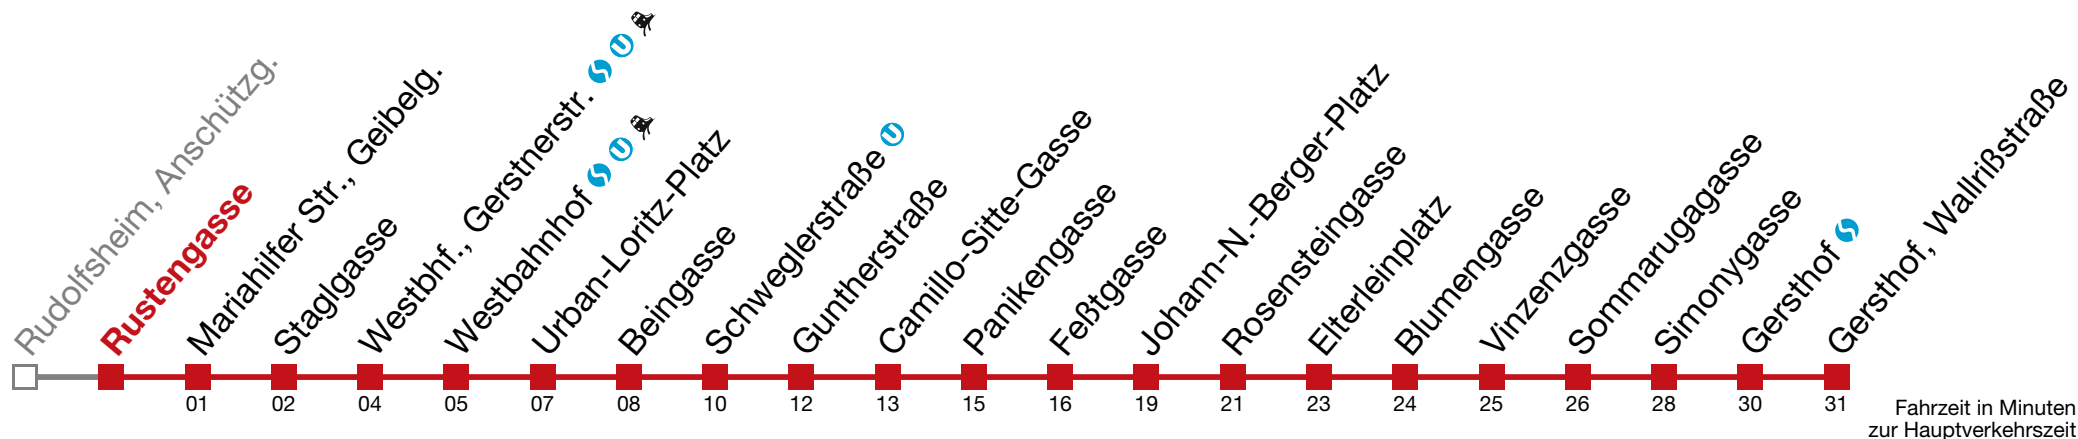 Rudolfsheim, Anschützg.
Rustengasse
Mariahilfer Str., Geibelg.
Staglgasse
Westbhf., Gerstnerstr.
Westbahnhof
Urban-Loritz-Platz
Beingasse
Schweglerstraße
Guntherstraße
Camillo-Sitte-Gasse
Panikengasse
Feßtgasse
Johann-N.-Berger-Platz
Rosensteingasse
Elterleinplatz
Blumengasse
Vinzenzgasse
Sommarugagasse
Simonygasse
Gersthof
Gersthof, Wallrißstraße
01 02 04 05 07 08 10 12 13 15 16 19 21 23 24 25 26 28 30 31
Fahrzeit in Minuten
zur Hauptverkehrszeit